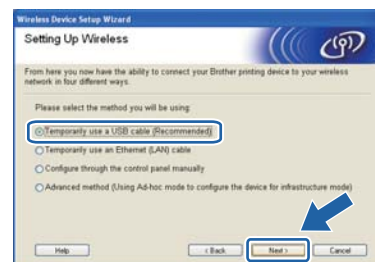 Wireless Device Setup Wizard
Setting Up Wireless
From here you now have the ability to connect your Brother printing device to your wireless
network in four different ways.
Please select the method you will be using:
Temporarily use a USB cable (Recommended)
Temporarily use an Ethernet (LAN) cable
Configure through the control panel manually
Advanced method (Using Ad-hoc mode to configure the device for infrastructure mode)
Help
< Back
Next >
Cancel